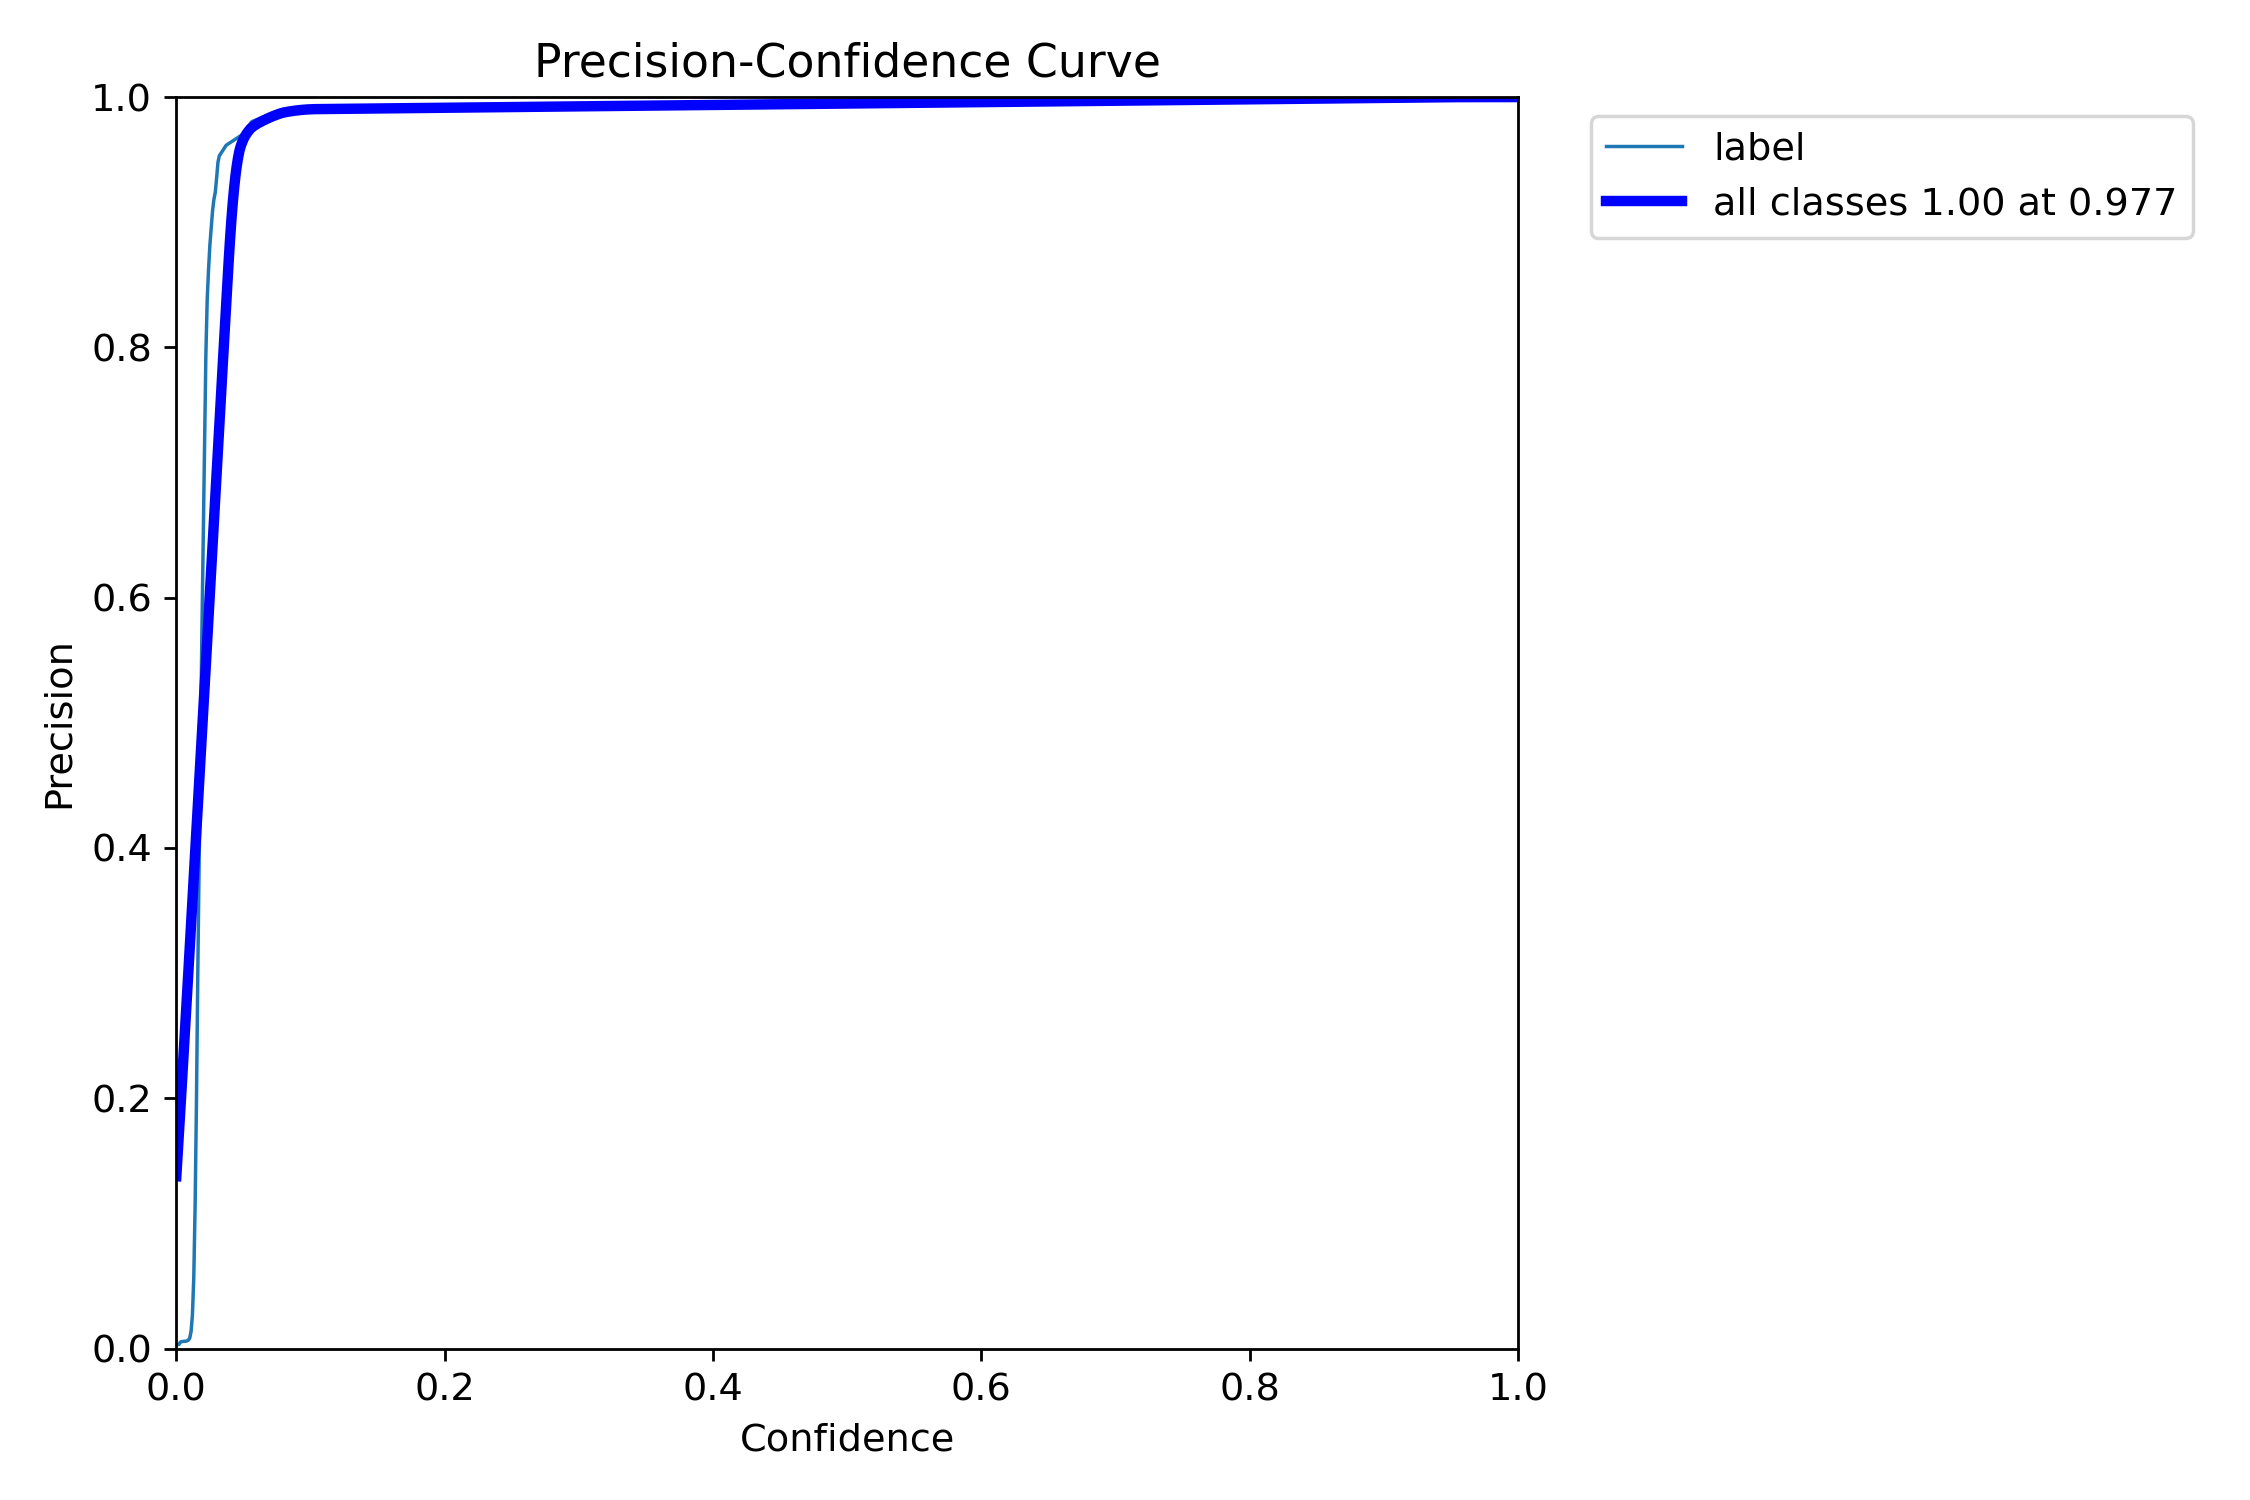 Precision-Confidence Curve
label
all classes 1.00 at 0.977
1.0
0.8
0.6
0.4
0.2
0.0
Precision
0.0 0.2 0.4 0.6 0.8 1.0
Confidence